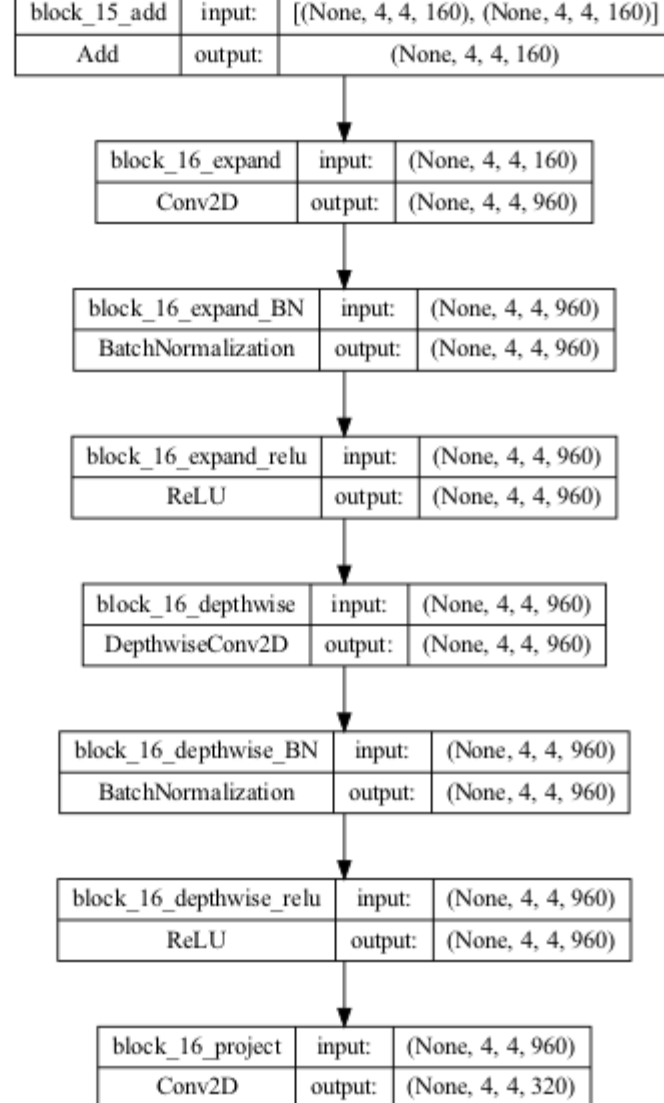 block_15_add input: [(None, 4, 4, 160), (None, 4, 4, 160)]
Add output: (None, 4, 4, 160)
block_16_expand input: (None, 4, 4, 160)
Conv2D output: (None, 4, 4, 960)
block_16_expand_BN input: (None, 4, 4, 960)
BatchNormalization output: (None, 4, 4, 960)
block_16_expand_relu input: (None, 4, 4, 960)
ReLU output: (None, 4, 4, 960)
block_16_depthwise input: (None, 4, 4, 960)
DepthwiseConv2D output: (None, 4, 4, 960)
block_16_depthwise_BN input: (None, 4, 4, 960)
BatchNormalization output: (None, 4, 4, 960)
block_16_depthwise_relu input: (None, 4, 4, 960)
ReLU output: (None, 4, 4, 960)
block_16_project input: (None, 4, 4, 960)
Conv2D output: (None, 4, 4, 320)